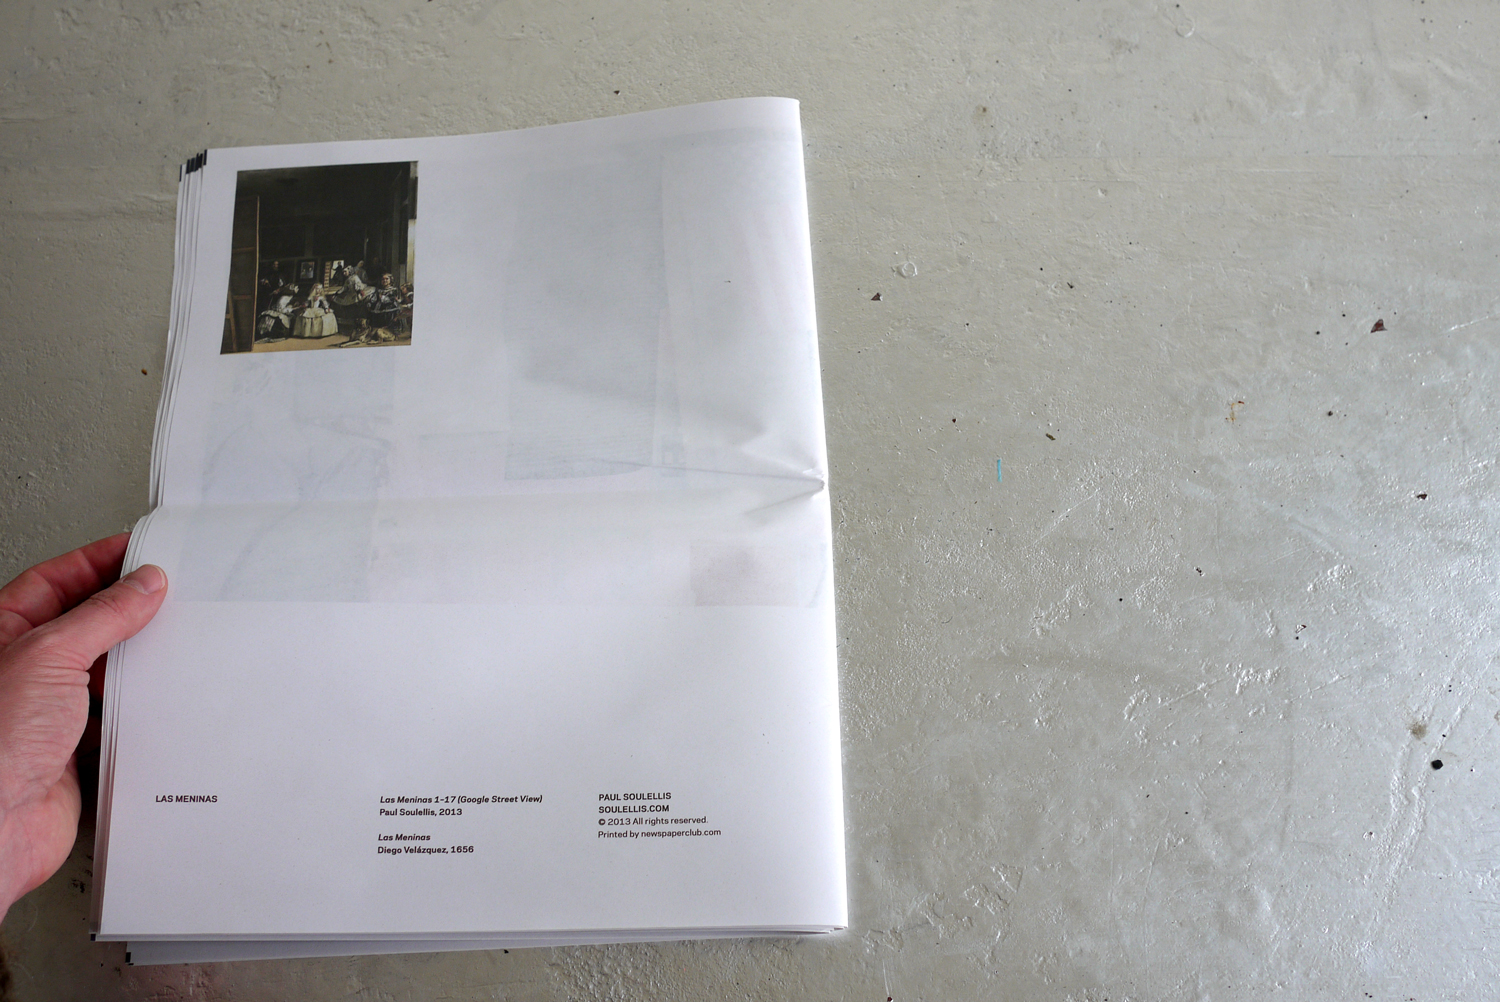 LAS MENINAS
Las Meninas 1–17 (Google Street View)
Paul Soulellis, 2013
Las Meninas
Diego Velázquez, 1656
PAUL SOULELLIS
SOULELLIS.COM
© 2013 All rights reserved.
Printed by newspaperclub.com